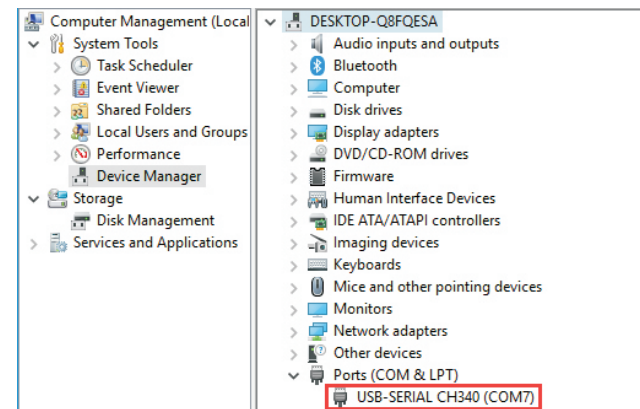 Computer Management (Local
System Tools
Task Scheduler
Event Viewer
Shared Folders
Local Users and Groups
Performance
Device Manager
Storage
Disk Management
Services and Applications
DESKTOP-Q8FQESA
Audio inputs and outputs
Bluetooth
Computer
Disk drives
Display adapters
DVD/CD-ROM drives
Firmware
Human Interface Devices
IDE ATA/ATAPI controllers
Imaging devices
Keyboards
Mice and other pointing devices
Monitors
Network adapters
Other devices
Ports (COM & LPT)
USB-SERIAL CH340 (COM7)